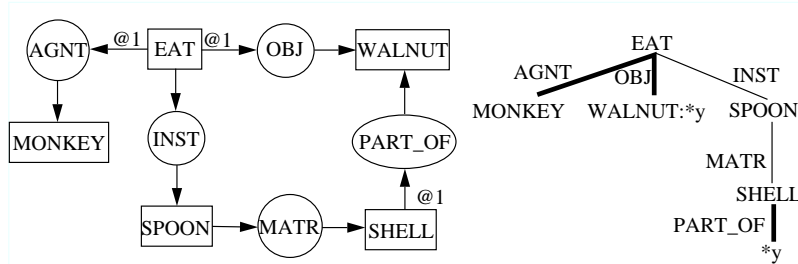 AGNT @1 EAT @1 OBJ WALNUT
MONKEY INST PART_OF
SPOON MATR SHELL @1
EAT
AGNT OBJ INST
MONKEY WALNUT:*y SPOON
MATR
SHELL
PART_OF
*y